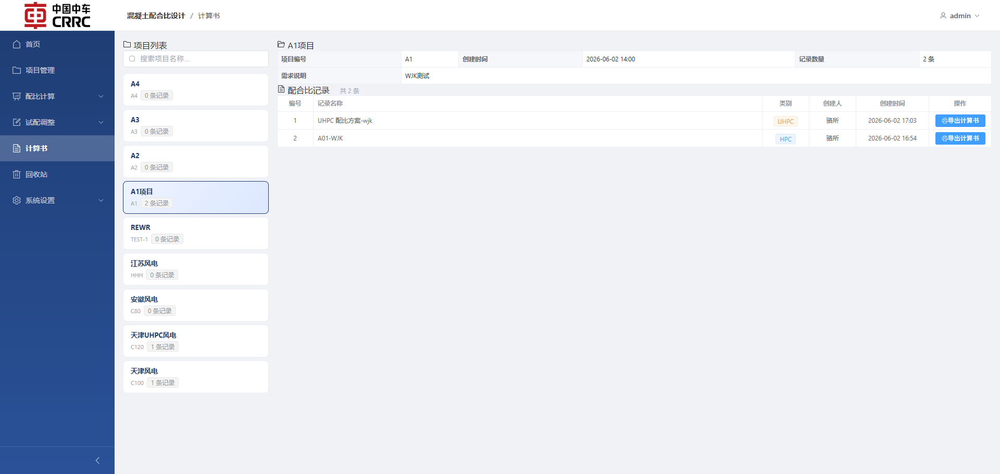 中国中车
CRRC
混凝土配合比设计 / 计算书
admin
首页
项目管理
配比计算
试配调整
计算书
回收站
系统设置
项目列表
搜索项目名称...
A4
A4 0 条记录
A3
A3 0 条记录
A2
A2 0 条记录
A1项目
A1 2 条记录
REWR
TEST-1 0 条记录
江苏风电
HHH 0 条记录
安徽风电
C80 0 条记录
天津UHPC风电
C120 1 条记录
天津风电
C100 1 条记录
A1项目
项目编号 A1 创建时间 2026-06-02 14:00 记录数量 2 条
需求说明 WJK测试
配合比记录 共 2 条
编号 记录名称 类别 创建人 创建时间 操作
1 UHPC 配比方案-wjk UHPC 骆所 2026-06-02 17:03 导出计算书
2 A01-WJK HPC 骆所 2026-06-02 16:54 导出计算书